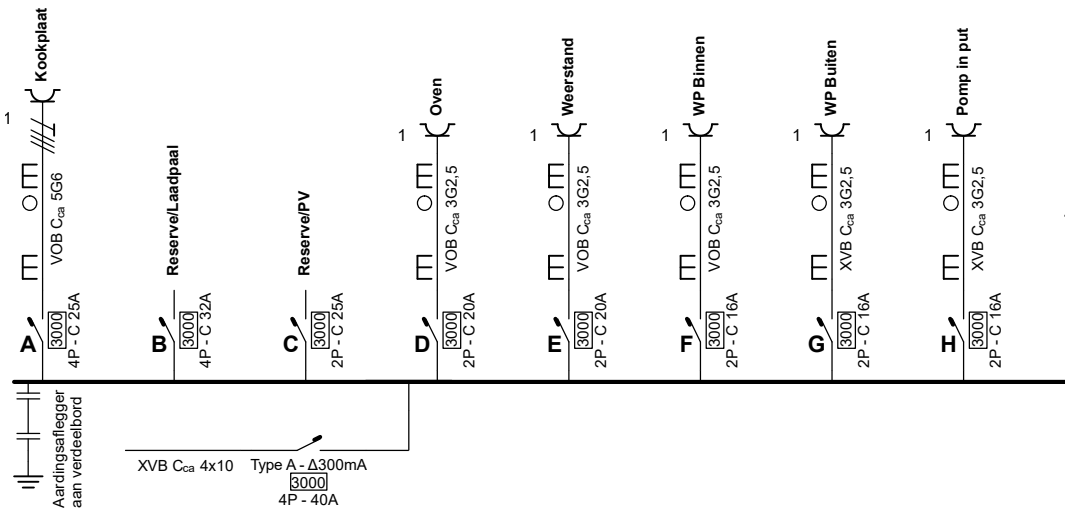 Kookplaat
1
VOB Cca 5G6
A
3000
4P - C 25A
Reserve/Laadpaal
B
3000
4P - C 32A
Reserve/PV
C
3000
2P - C 25A
Oven
1
VOB Cca 3G2,5
D
3000
2P - C 20A
Weerstand
1
VOB Cca 3G2,5
E
3000
2P - C 20A
WP Binnen
1
VOB Cca 3G2,5
F
3000
2P - C 16A
WP Buiten
1
XVB Cca 3G2,5
G
3000
2P - C 16A
Pomp in put
1
XVB Cca 3G2,5
H
3000
2P - C 16A
Aardingsaflegger
aan verdeelbord
XVB Cca 4x10
Type A - Δ300mA
3000
4P - 40A